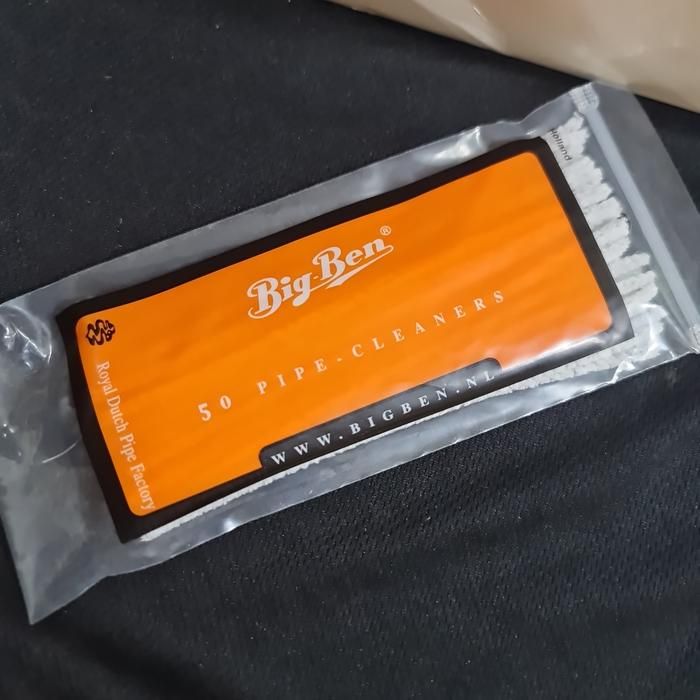 Big-Ben®
50 PIPE-CLEANERS
WWW.BIGBEN.NL
Royal Dutch Pipe Factory
Holland